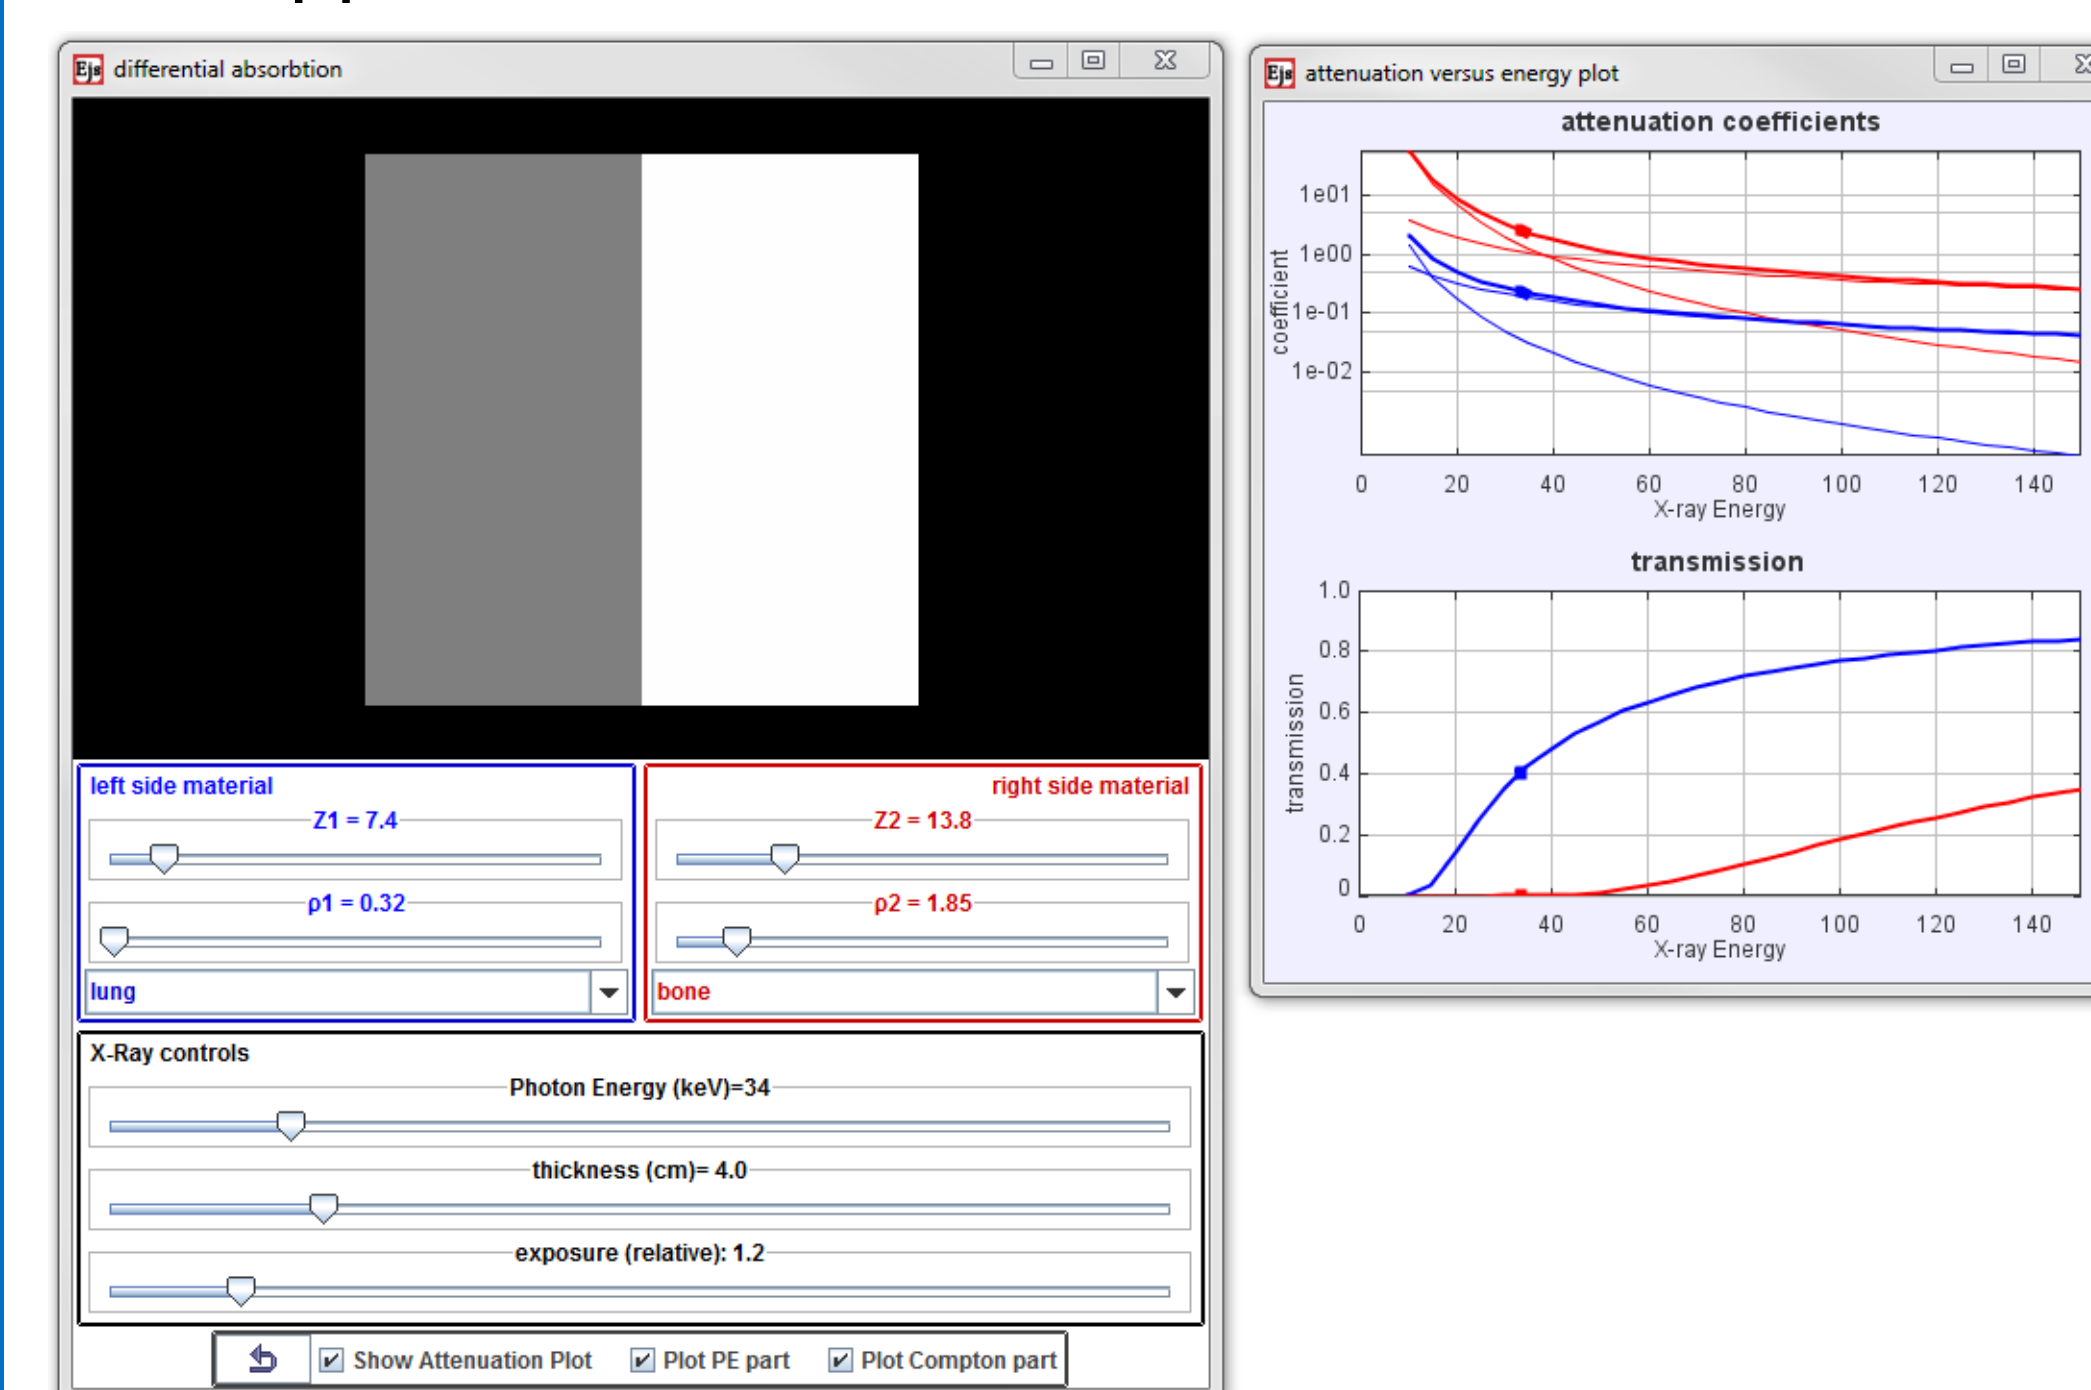 Ejs differential absorbtion
left side material
Z1 = 7.4
ρ1 = 0.32
lung
right side material
Z2 = 13.8
ρ2 = 1.85
bone
X-Ray controls
Photon Energy (keV)=34
thickness (cm)= 4.0
exposure (relative): 1.2
Show Attenuation Plot Plot PE part Plot Compton part
Ejs attenuation versus energy plot
attenuation coefficients
coefficient
1e01
1e00
1e-01
1e-02
0 20 40 60 80 100 120 140
X-ray Energy
transmission
transmission
1.0
0.8
0.6
0.4
0.2
0
0 20 40 60 80 100 120 140
X-ray Energy